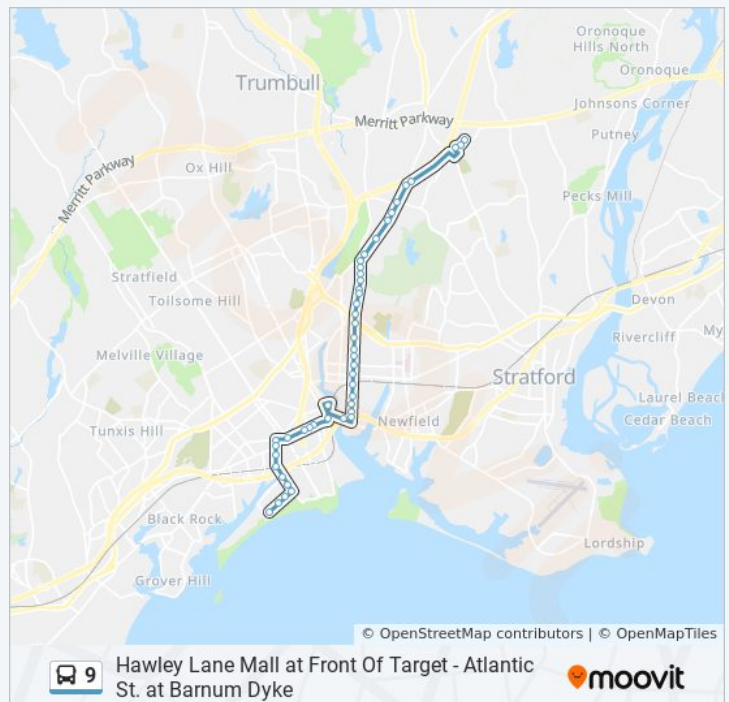 Oronoque
Hills North
Oronoque
Trumbull
Johnsons Corner
Merritt Parkway
Putney
Ox Hill
Merritt Parkway
Pecks Mill
Stratfield
Devon
Toilsome Hill
Rivercliff
My
Melville Village
Stratford
Laurel Beach
Newfield
Cedar Beach
Tunxis Hill
Black Rock
Lordship
Grover Hill
© OpenStreetMap contributors | © OpenMapTiles
9
Hawley Lane Mall at Front Of Target - Atlantic
St. at Barnum Dyke
moovit